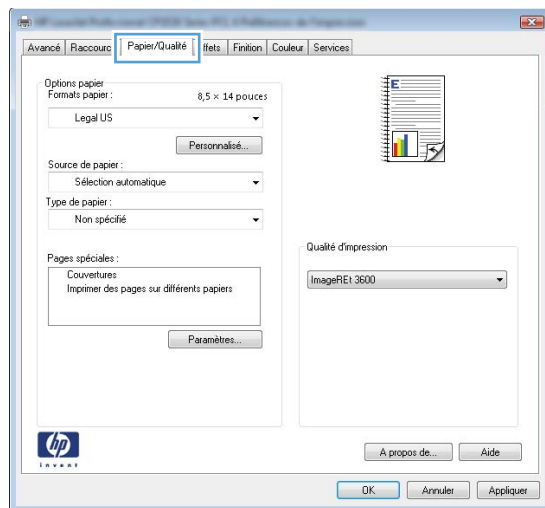 Avancé Raccourc Papier/Qualité ffets Finition Couleur Services
Options papier
Formats papier : 8,5 × 14 pouces
Legal US
Personnalisé...
Source de papier :
Sélection automatique
Type de papier :
Non spécifié
Pages spéciales :
Couvertures
Imprimer des pages sur différents papiers
Paramètres...
E
Qualité d'impression
ImageREt 3600
hp
invent
A propos de... Aide
OK Annuler Appliquer